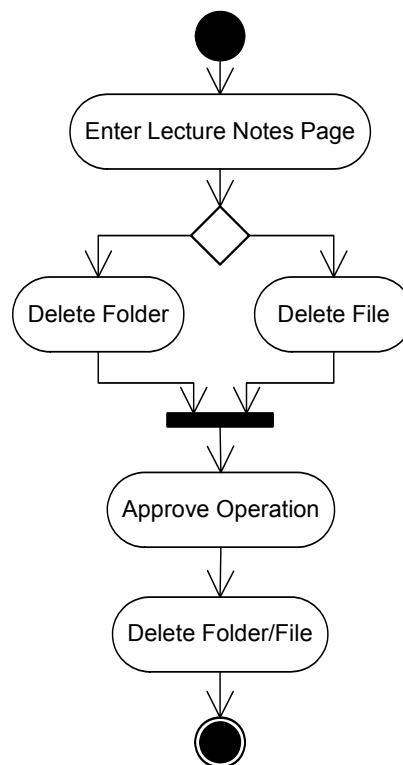 Enter Lecture Notes Page
Delete Folder
Delete File
Approve Operation
Delete Folder/File